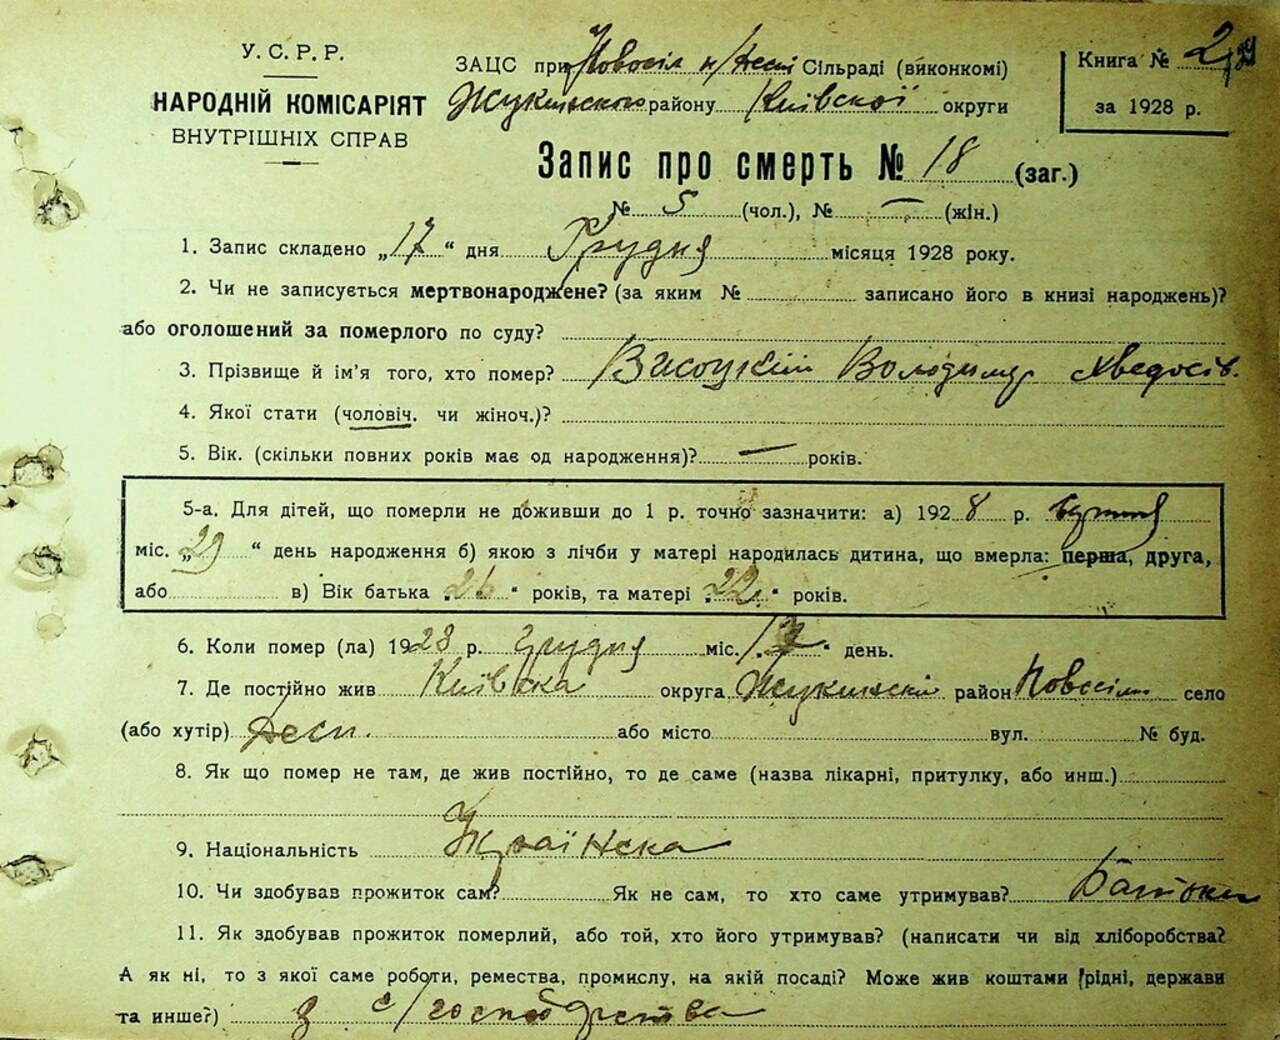 У.С.Р.Р.
НАРОДНІЙ КОМІСАРІЯТ
ВНУТРІШНІХ СПРАВ
ЗАЦС при Новосіл н/Десні Сільраді (виконкомі)
Жукинского району Київскої округи
Книга № 2
за 1928 р.
Запис про смерть № 18 (заг.)
№ 5 (чол.), № — (жін.)
1. Запис складено „17“ дня Грудня місяця 1928 року.
2. Чи не записується мертвонароджене? (за яким № записано його в книзі народжень)?
або оголошений за померлого по суду?
3. Прізвище й ім'я того, хто помер? Висоцкій Володимир Хведосів.
4. Якої стати (чоловіч. чи жіноч.)?
5. Вік. (скільки повних років має од народження)? — років.
5-а. Для дітей, що померли не доживши до 1 р. точно зазначити: а) 1928 р.
міс. „29“ день народження б) якою з лічби у матері народилась дитина, що вмерла: перша, друга,
або в) Вік батька „26“ років, та матері „22“ років.
6. Коли помер (ла) 1928 р. грудня міс. „17“ день.
7. Де постійно жив Київска округа Жукинскій район Новосіл село
(або хутір) Десн. або місто вул. № буд.
8. Як що помер не там, де жив постійно, то де саме (назва лікарні, притулку, або инш.)
9. Національність Українска
10. Чи здобував прожиток сам? Як не сам, то хто саме утримував? Батьки
11. Як здобував прожиток померлий, або той, хто його утримував? (написати чи від хліборобства?
А як ні, то з якої саме роботи, ремества, промислу, на якій посаді? Може жив коштами рідні, держави
та инше?) З с/господарства